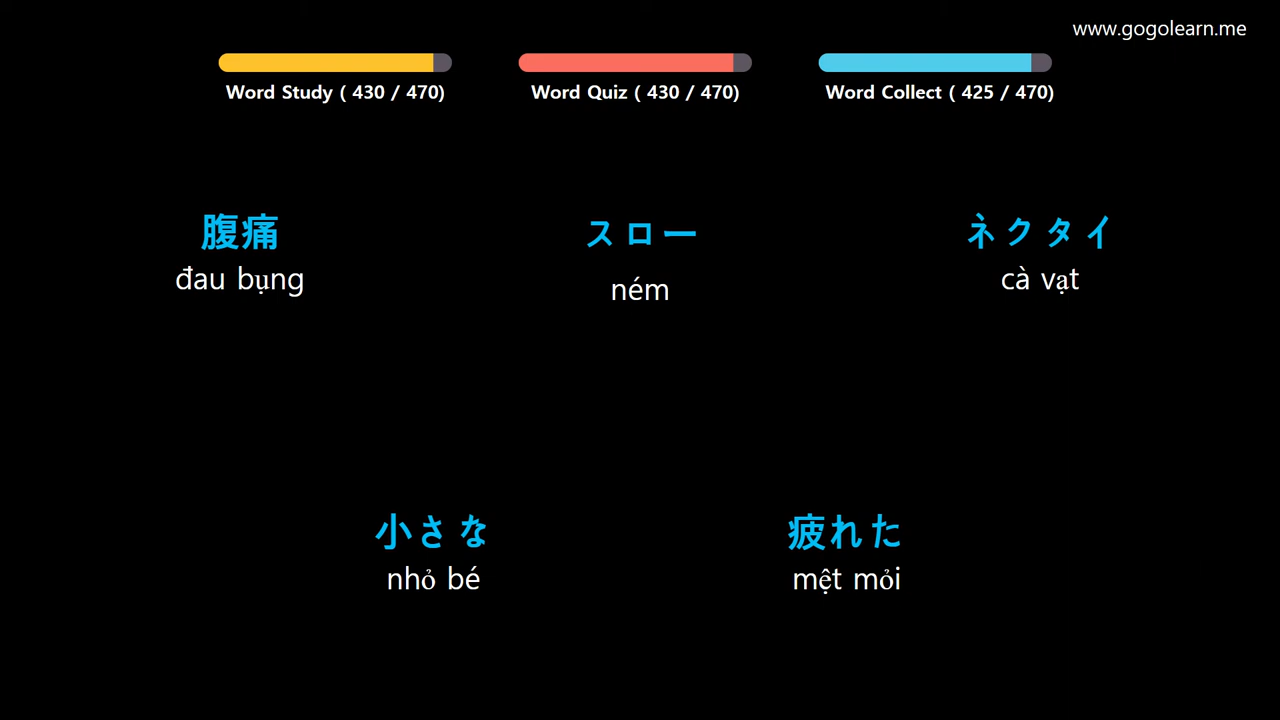 www.gogolearn.me
Word Study ( 430 / 470)
Word Quiz ( 430 / 470)
Word Collect ( 425 / 470)
腹痛
đau bụng
スロー
ném
ネクタイ
cà vạt
小さな
nhỏ bé
疲れた
mệt mỏi